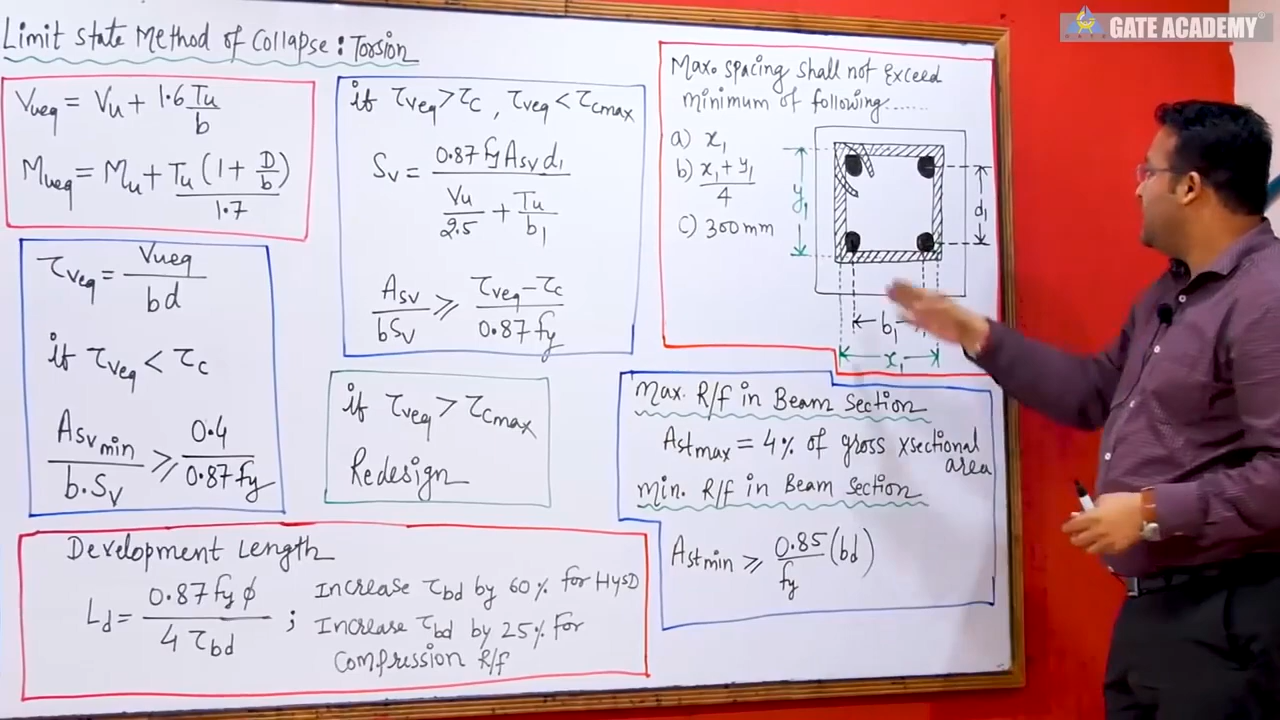 GATE ACADEMY
Limit State Method of Collapse : Torsion
Vueq = Vu + 1.6 Tu/b
Mueq = Mu + Tu (1 + D/b)/1.7
τveq = Vueq/bd
if τveq < τc
Asvmin/b.Sv ≥ 0.4/0.87fy
if τveq > τc , τveq < τcmax
Sv = 0.87 fy Asv d1/(Vu/2.5 + Tu/b1)
Asv/bSv ≥ τveq - τc/0.87 fy
if τveq > τcmax
Redesign
Max. spacing shall not Exceed
minimum of following.......
a) x1
b) x1 + y1/4
c) 300mm
y1
d1
b1
x1
Max. R/f in Beam Section
Astmax = 4% of gross xsectional
area
min. R/f in Beam Section
Astmin ≥ 0.85/fy (bd)
Development Length
Ld = 0.87 fy φ/4 τbd ;
Increase τbd by 60% for HYSD
Increase τbd by 25% for
Compression R/f